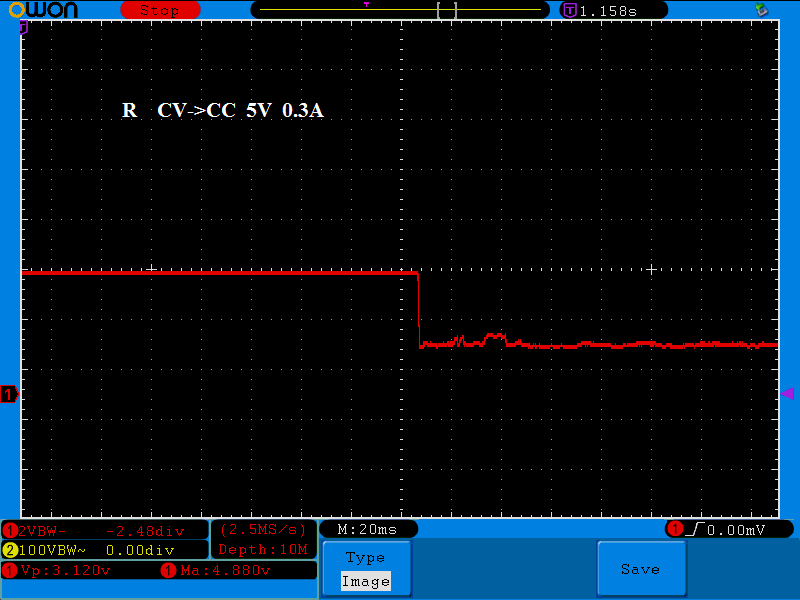 OWON Stop T 1.158s
R CV->CC 5V 0.3A
1
1 2VBW- -2.48div (2.5MS/s) M:20ms 1 0.00mV
2 100VBW~ 0.00div Depth:10M
1 Vp:3.120v 1 Ma:4.880v
Type
Image
Save